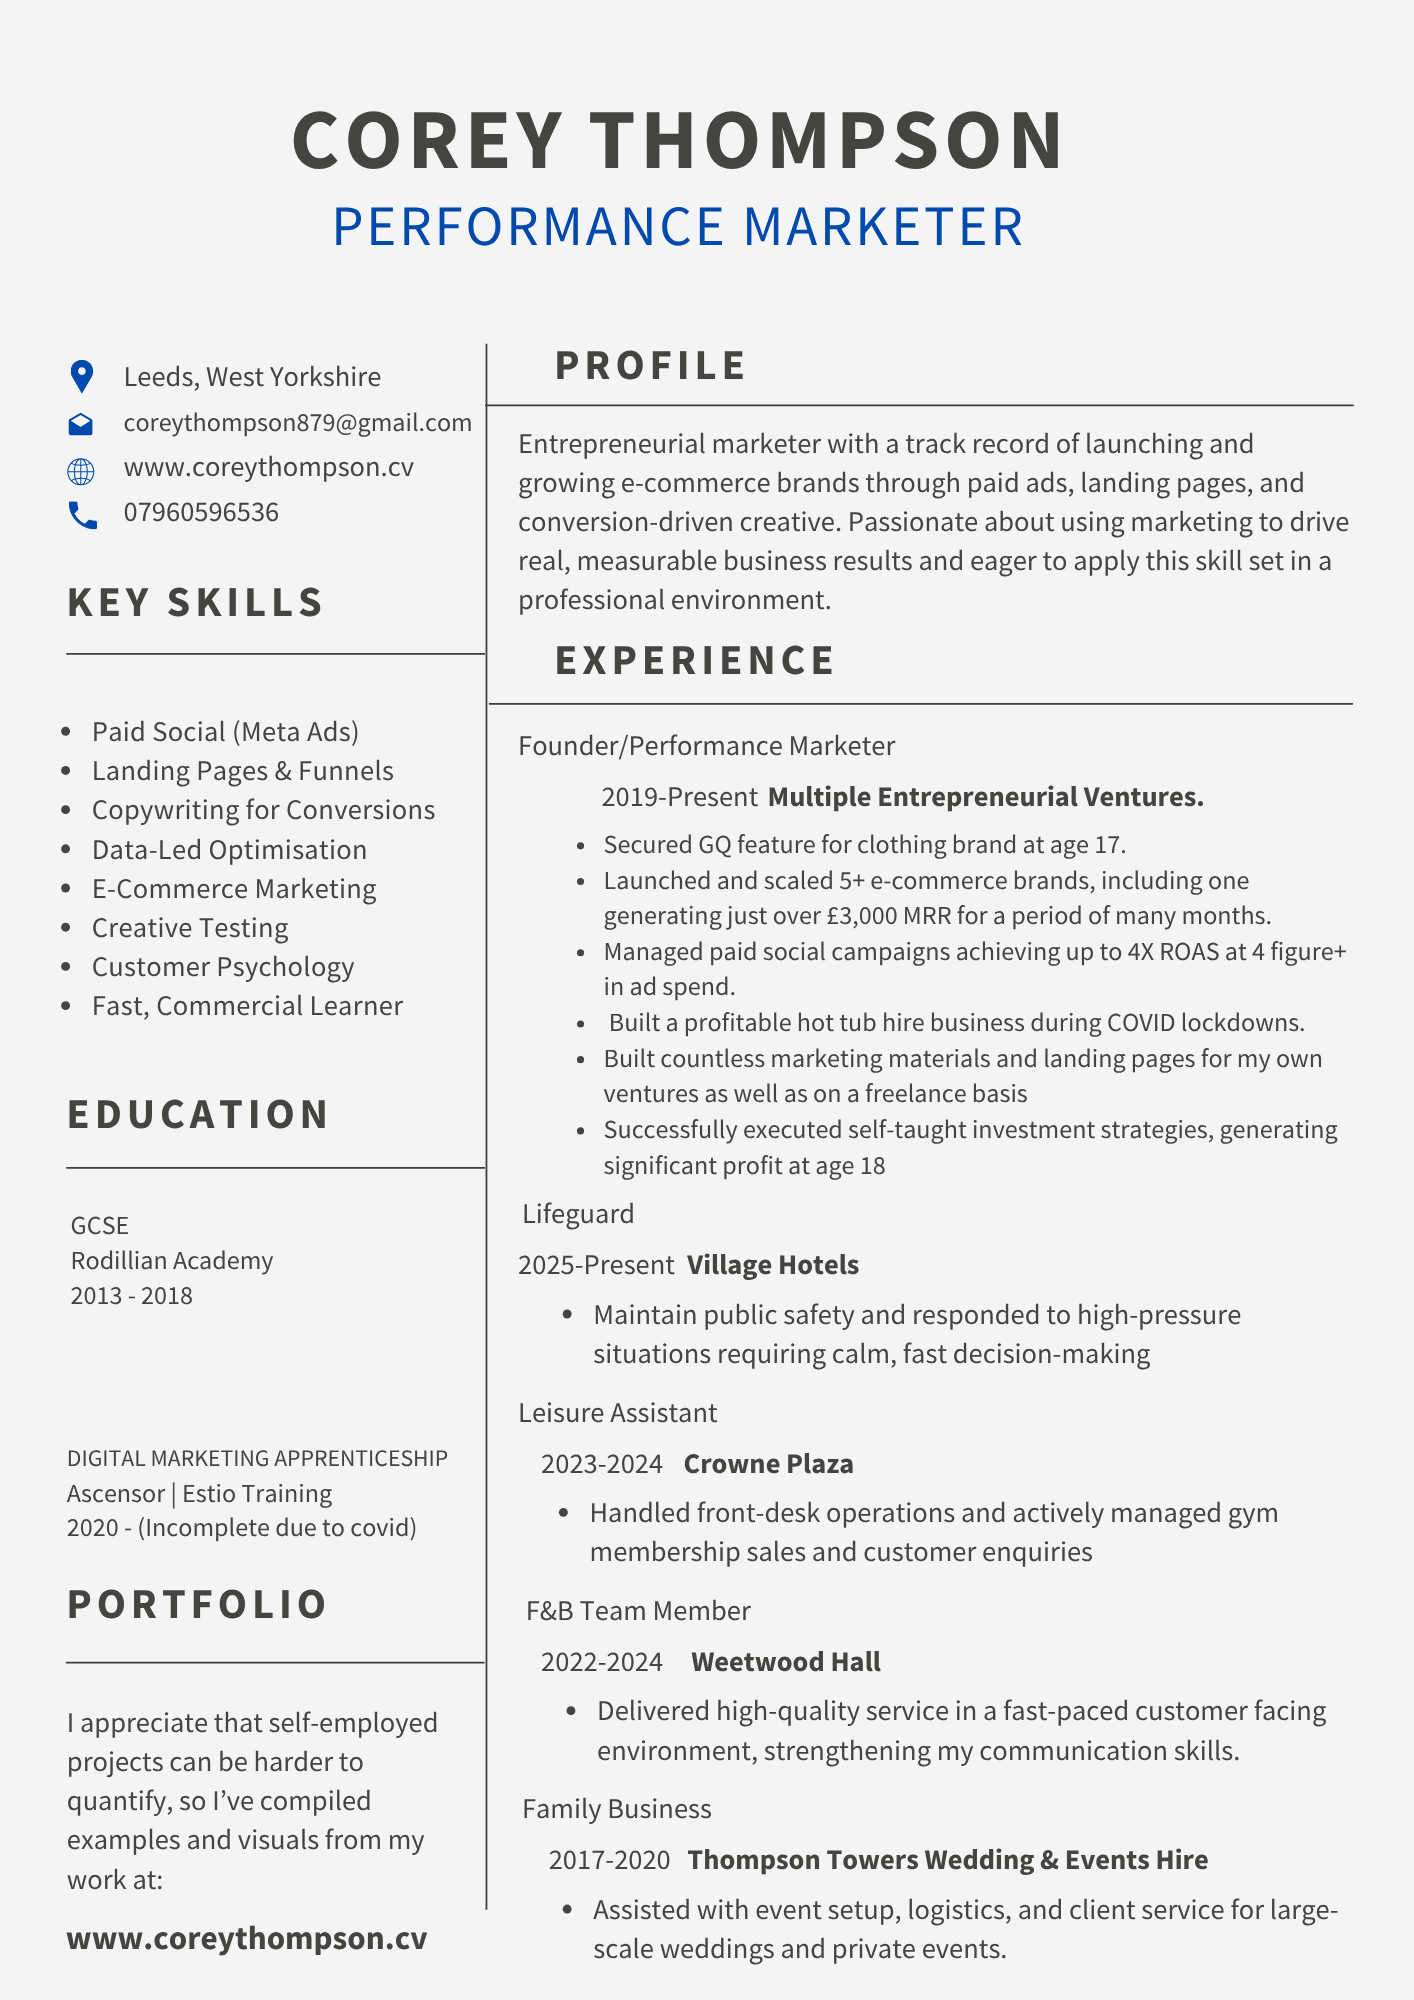 COREY THOMPSON
PERFORMANCE MARKETER
Leeds, West Yorkshire
coreythompson879@gmail.com
www.coreythompson.cv
07960596536
KEY SKILLS
• Paid Social (Meta Ads)
• Landing Pages & Funnels
• Copywriting for Conversions
• Data-Led Optimisation
• E-Commerce Marketing
• Creative Testing
• Customer Psychology
• Fast, Commercial Learner
EDUCATION
GCSE
Rodillian Academy
2013 - 2018
DIGITAL MARKETING APPRENTICESHIP
Ascensor | Estio Training
2020 - (Incomplete due to covid)
PORTFOLIO
I appreciate that self-employed
projects can be harder to
quantify, so I’ve compiled
examples and visuals from my
work at:
www.coreythompson.cv
PROFILE
Entrepreneurial marketer with a track record of launching and
growing e-commerce brands through paid ads, landing pages, and
conversion-driven creative. Passionate about using marketing to drive
real, measurable business results and eager to apply this skill set in a
professional environment.
EXPERIENCE
Founder/Performance Marketer
2019-Present Multiple Entrepreneurial Ventures.
• Secured GQ feature for clothing brand at age 17.
• Launched and scaled 5+ e-commerce brands, including one
generating just over £3,000 MRR for a period of many months.
• Managed paid social campaigns achieving up to 4X ROAS at 4 figure+
in ad spend.
• Built a profitable hot tub hire business during COVID lockdowns.
• Built countless marketing materials and landing pages for my own
ventures as well as on a freelance basis
• Successfully executed self-taught investment strategies, generating
significant profit at age 18
Lifeguard
2025-Present Village Hotels
• Maintain public safety and responded to high-pressure
situations requiring calm, fast decision-making
Leisure Assistant
2023-2024 Crowne Plaza
• Handled front-desk operations and actively managed gym
membership sales and customer enquiries
F&B Team Member
2022-2024 Weetwood Hall
• Delivered high-quality service in a fast-paced customer facing
environment, strengthening my communication skills.
Family Business
2017-2020 Thompson Towers Wedding & Events Hire
• Assisted with event setup, logistics, and client service for large-
scale weddings and private events.